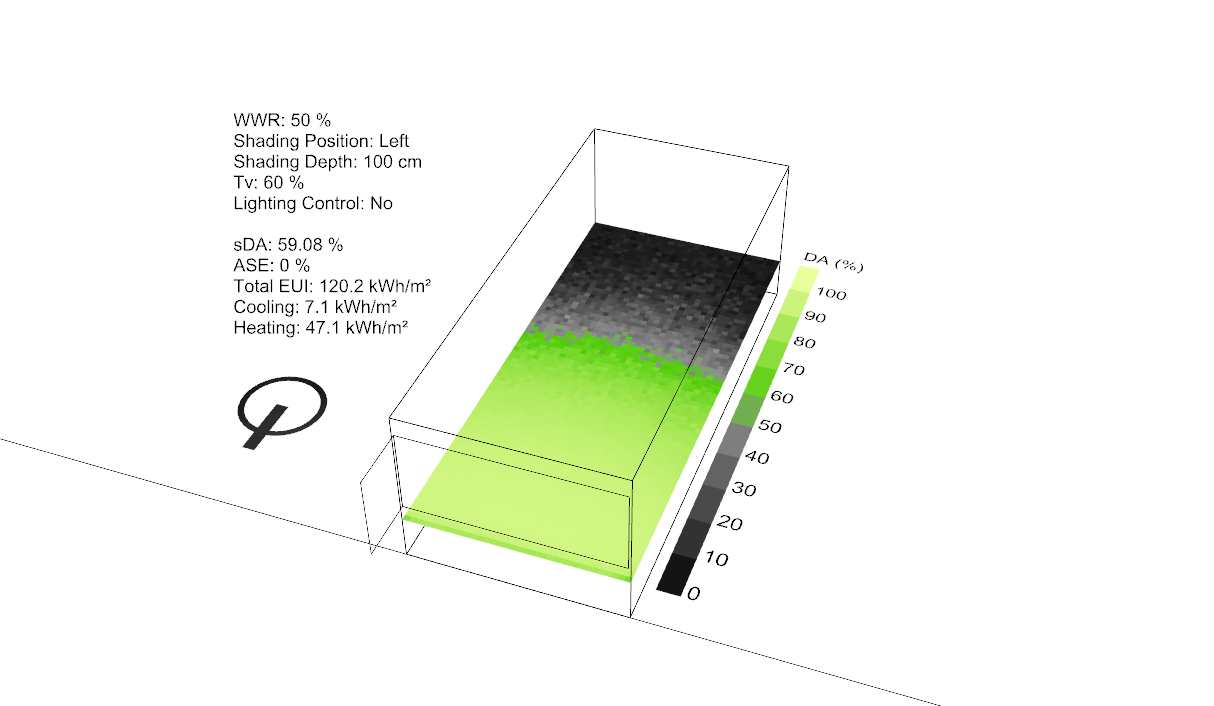 WWR: 50 %
Shading Position: Left
Shading Depth: 100 cm
Tv: 60 %
Lighting Control: No
sDA: 59.08 %
ASE: 0 %
Total EUI: 120.2 kWh/m²
Cooling: 7.1 kWh/m²
Heating: 47.1 kWh/m²
DA (%)
100
90
80
70
60
50
40
30
20
10
0